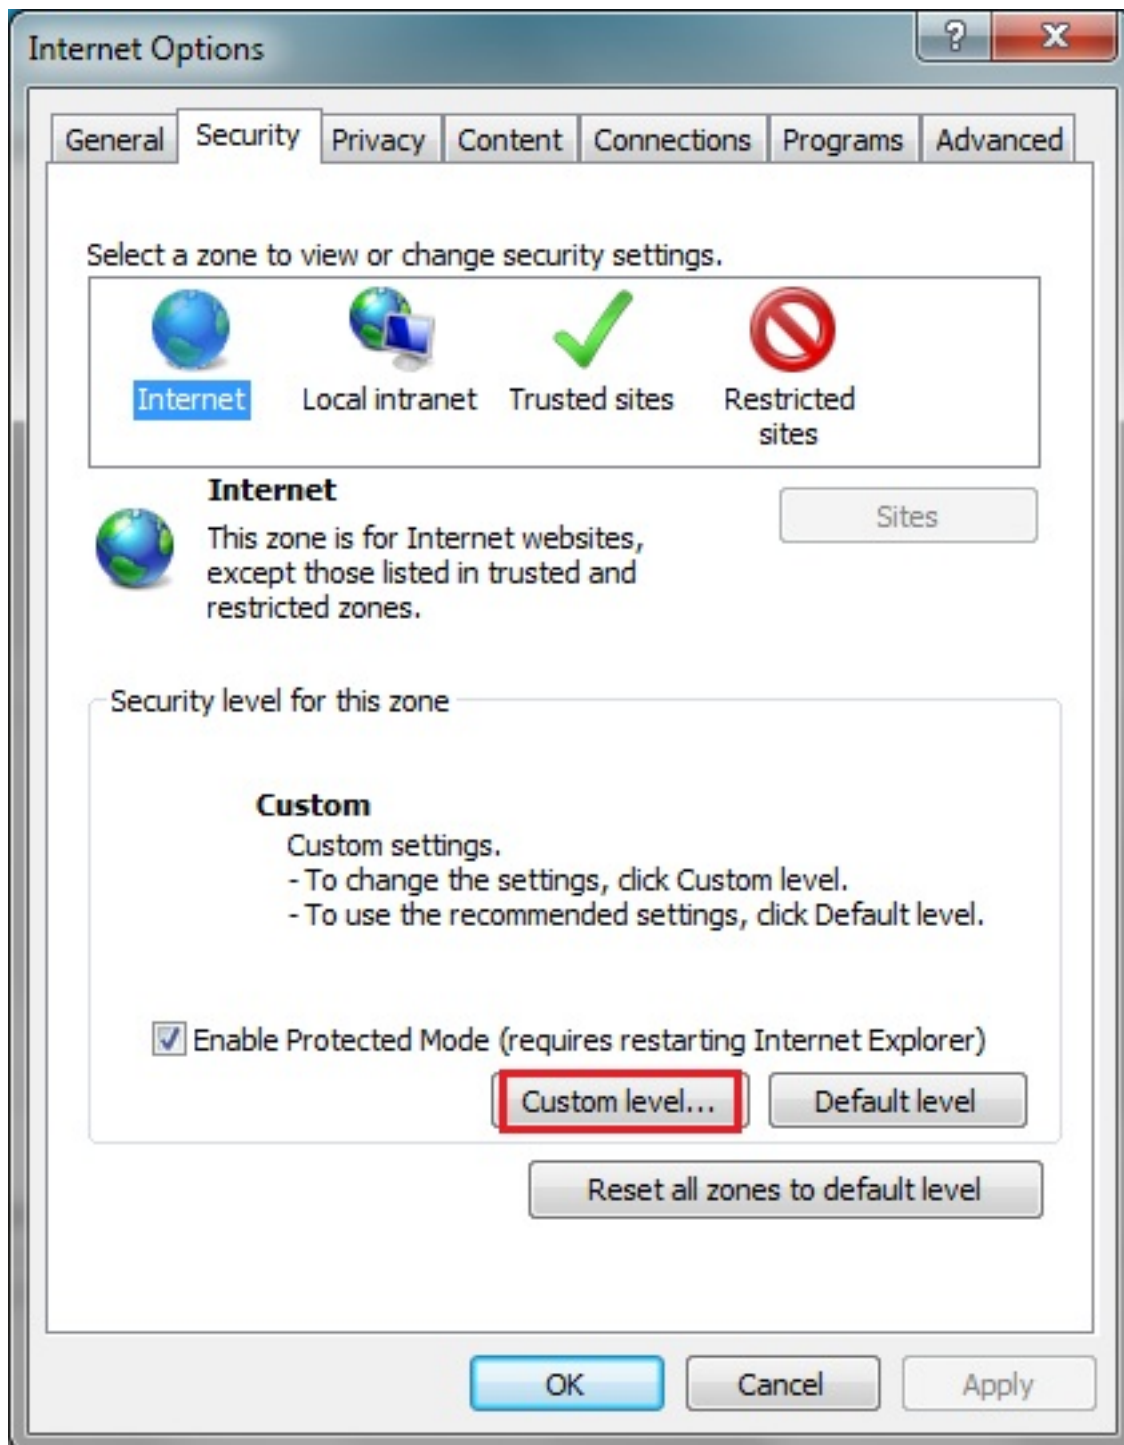 Internet Options
General Security Privacy Content Connections Programs Advanced
Select a zone to view or change security settings.
Internet Local intranet Trusted sites Restricted
sites
Internet
Sites
This zone is for Internet websites,
except those listed in trusted and
restricted zones.
Security level for this zone
Custom
Custom settings.
- To change the settings, click Custom level.
- To use the recommended settings, click Default level.
Enable Protected Mode (requires restarting Internet Explorer)
Custom level... Default level
Reset all zones to default level
OK Cancel Apply